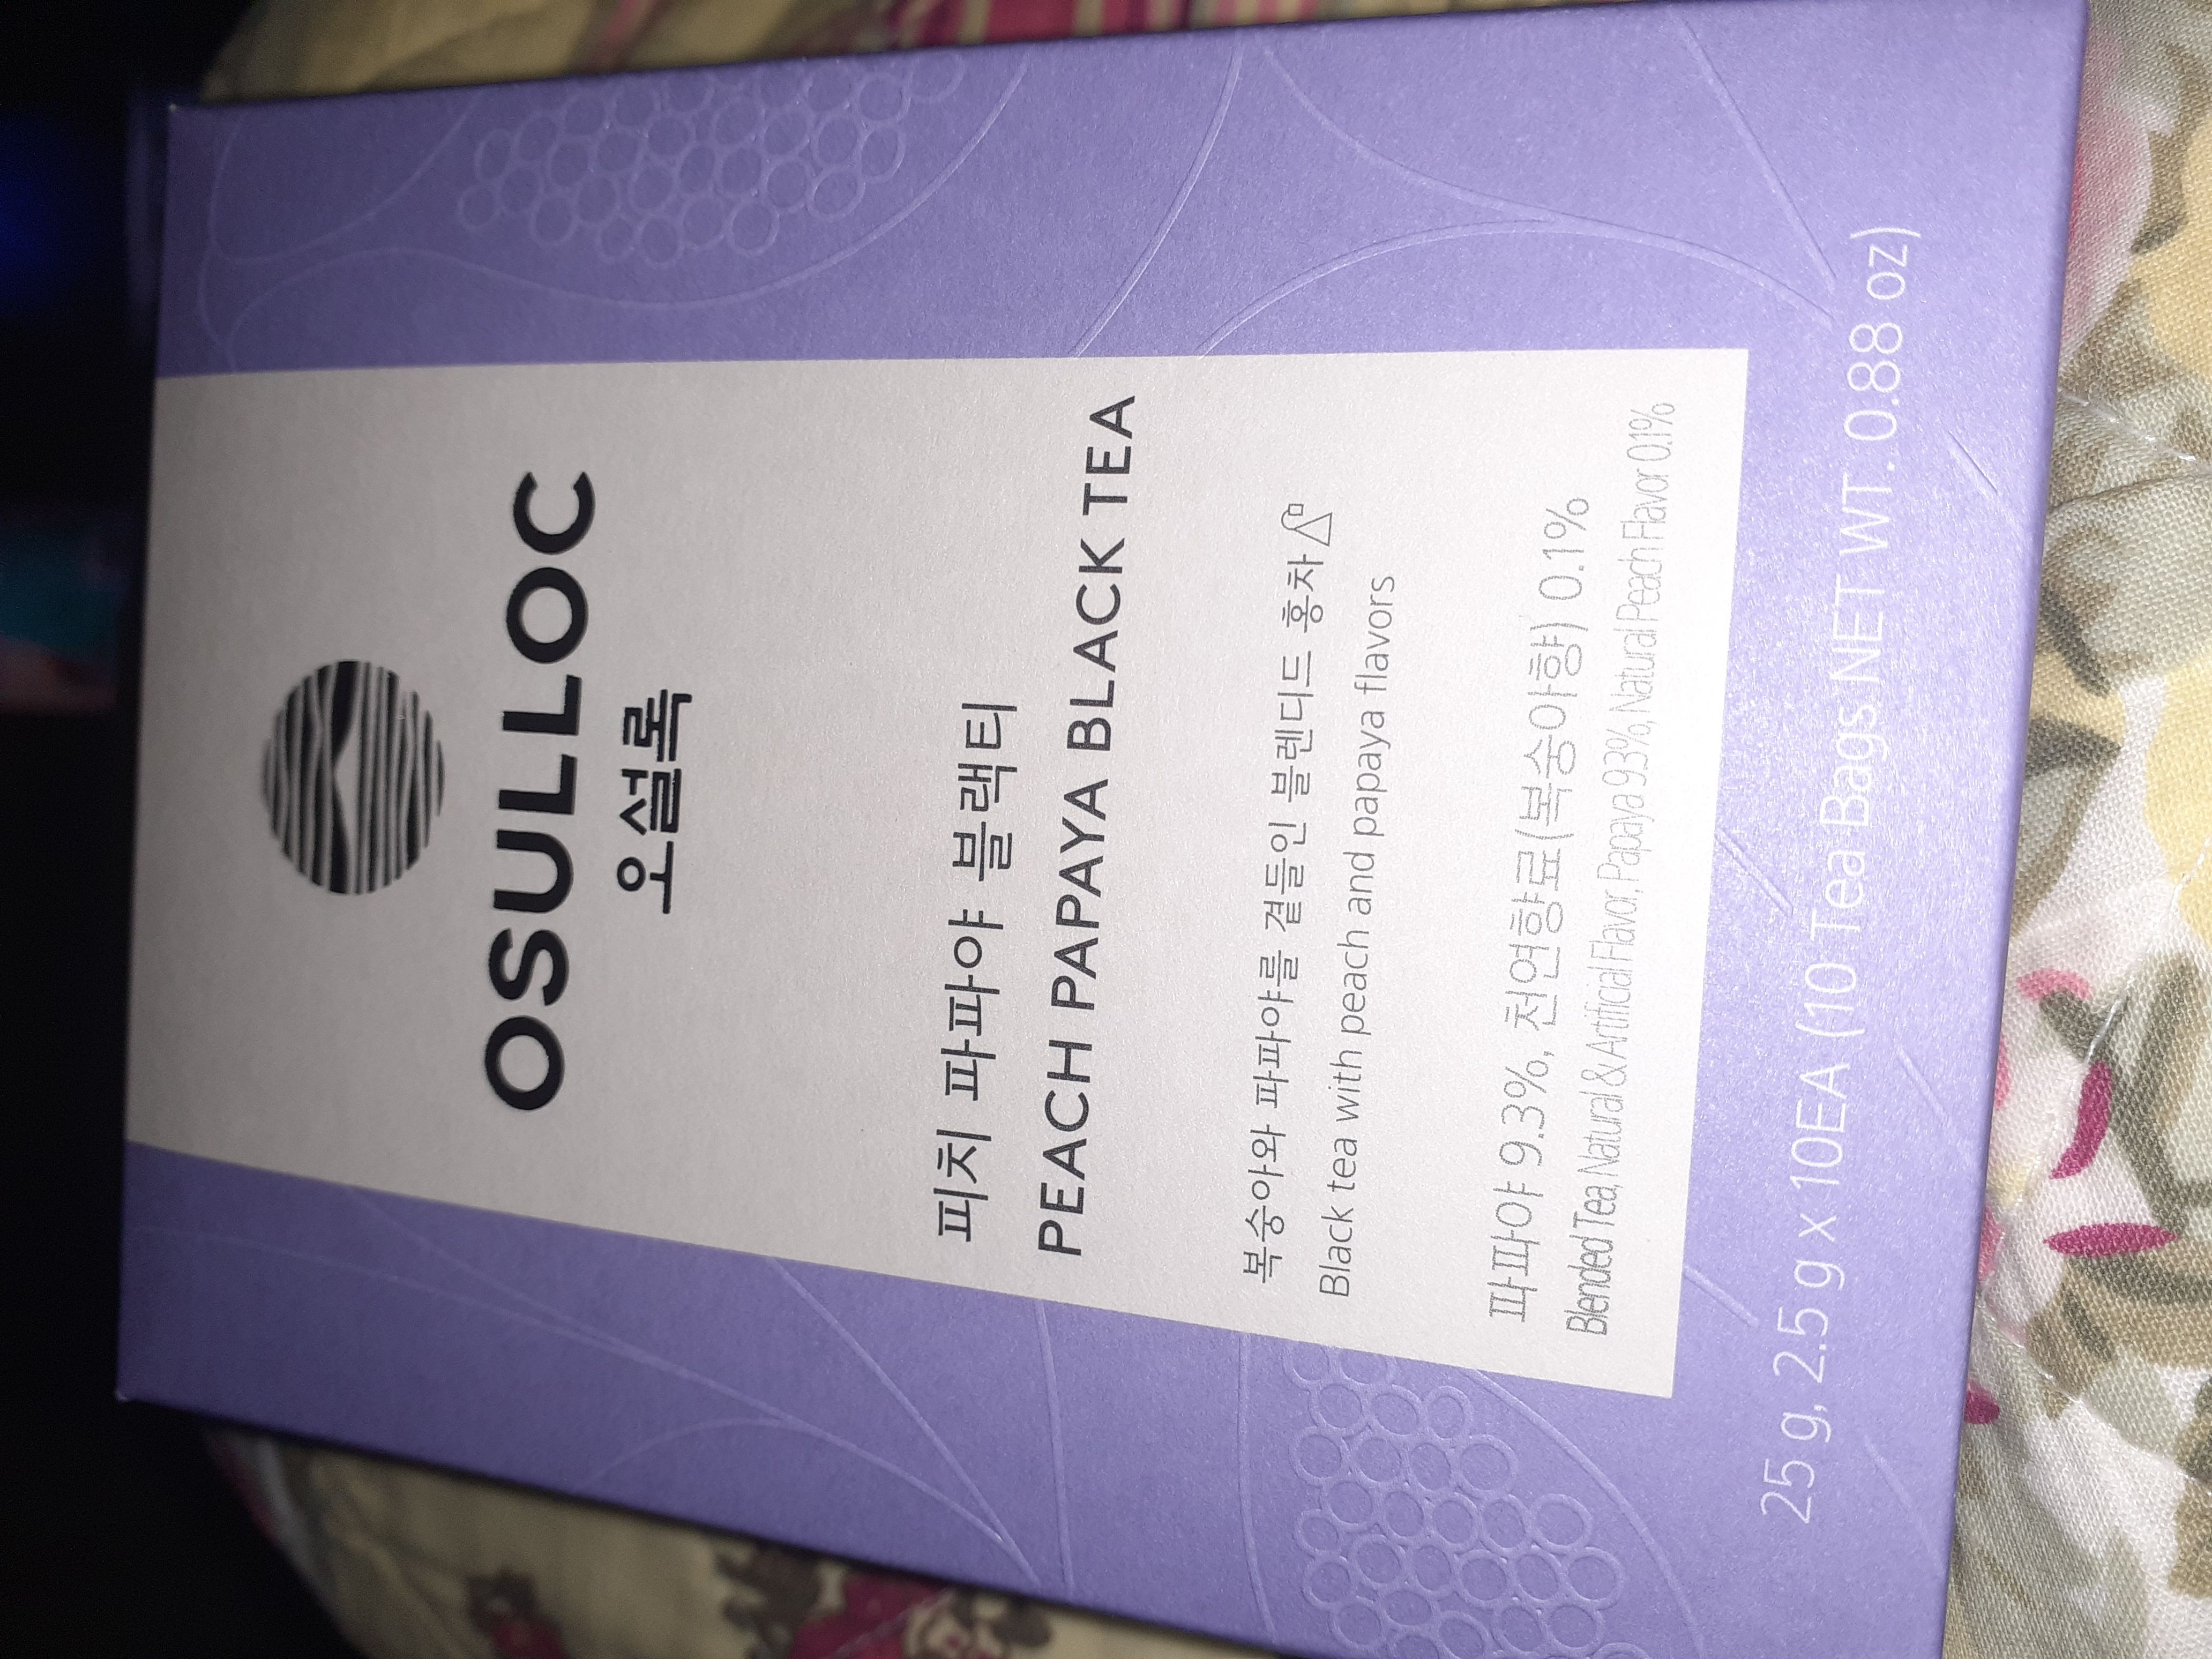 OSULLOC
오설록
피치 파파야 블랙티
PEACH PAPAYA BLACK TEA
복숭아와 파파야를 곁들인 블렌디드 홍차
Black tea with peach and papaya flavors
파파야 9.3%, 천연향료(복숭아향) 0.1%
Blended Tea, Natural & Artificial Flavor, Papaya 9.3%, Natural Peach Flavor 0.1%
25 g, 2.5 g x 10EA (10 Tea Bags.NET WT. 0.88 oz)